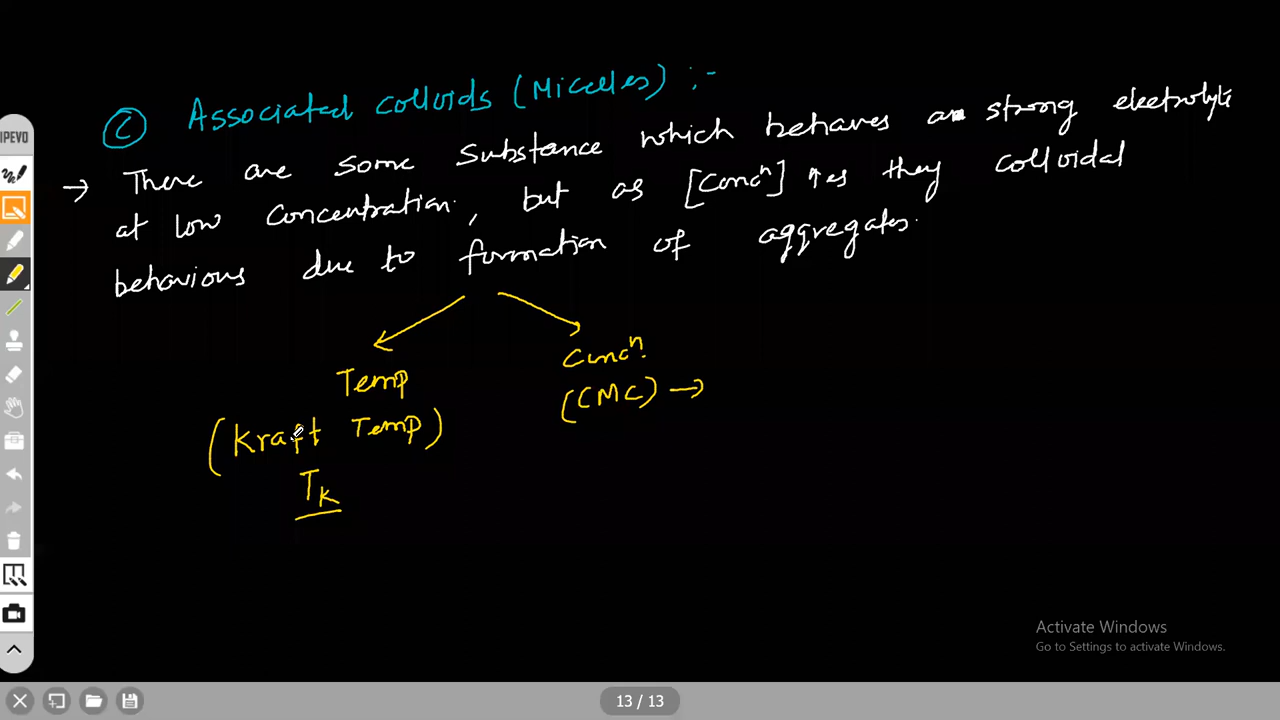 IPEVO
(C) Associated colloids (Micelles) :-
→ There are some substance which behaves as strong electrolyte
at low concentration, but as [Concⁿ] ↑es they colloidal
behavious due to formation of aggregates.
Temp
Concⁿ.
(Kraft Temp)
(CMC) →
Tk
Activate Windows
Go to Settings to activate Windows.
13 / 13